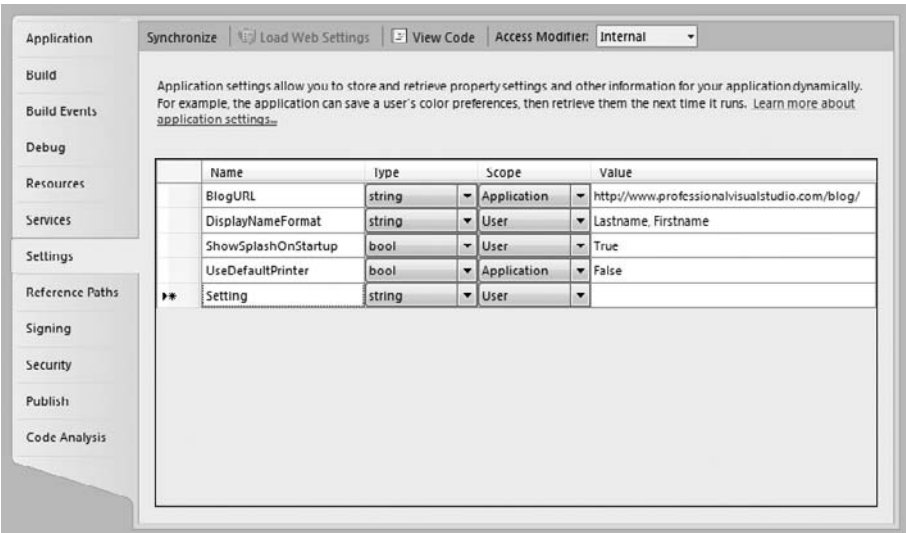 Application
Build
Build Events
Debug
Resources
Services
Settings
Reference Paths
Signing
Security
Publish
Code Analysis
Synchronize Load Web Settings View Code Access Modifier: Internal
Application settings allow you to store and retrieve property settings and other information for your application dynamically.
For example, the application can save a user's color preferences, then retrieve them the next time it runs. Learn more about
application settings...
Name Type Scope Value
BlogURL string Application http://www.professionalvisualstudio.com/blog/
DisplayNameFormat string User Lastname, Firstname
ShowSplashOnStartup bool User True
UseDefaultPrinter bool Application False
Setting string User